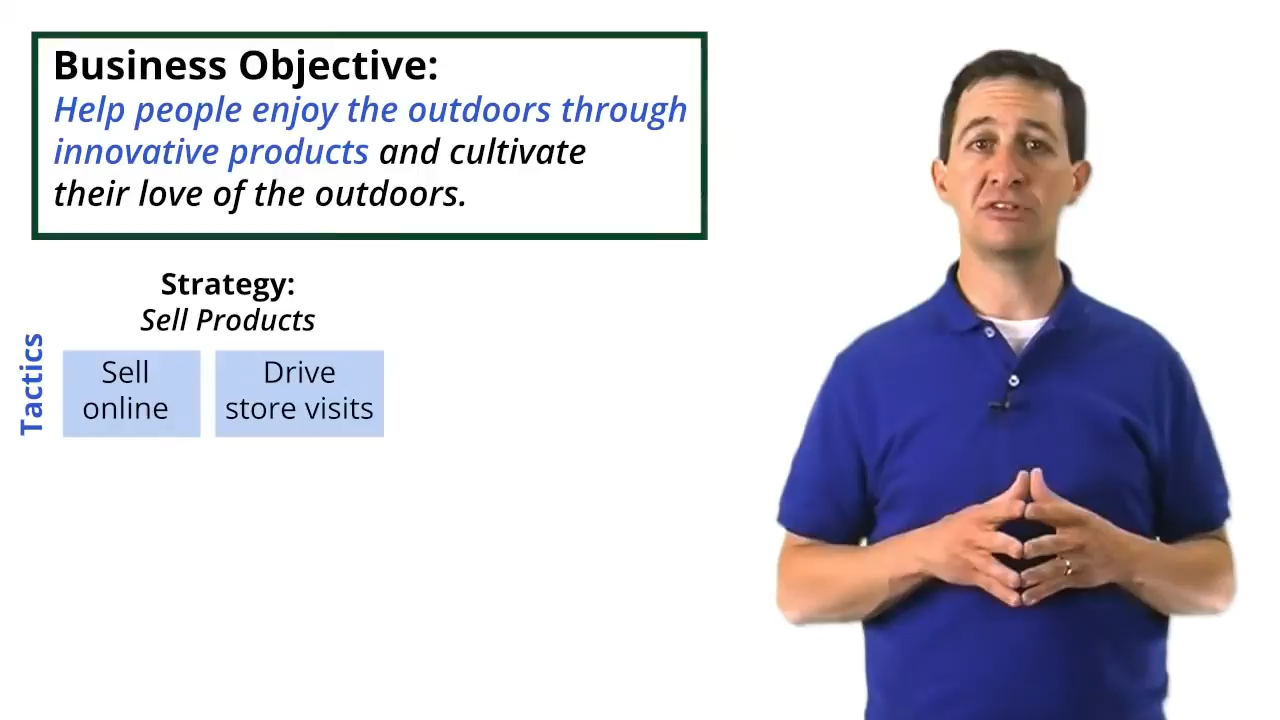 Business Objective:
Help people enjoy the outdoors through
innovative products and cultivate
their love of the outdoors.
Strategy:
Sell Products
Tactics
Sell
online
Drive
store visits